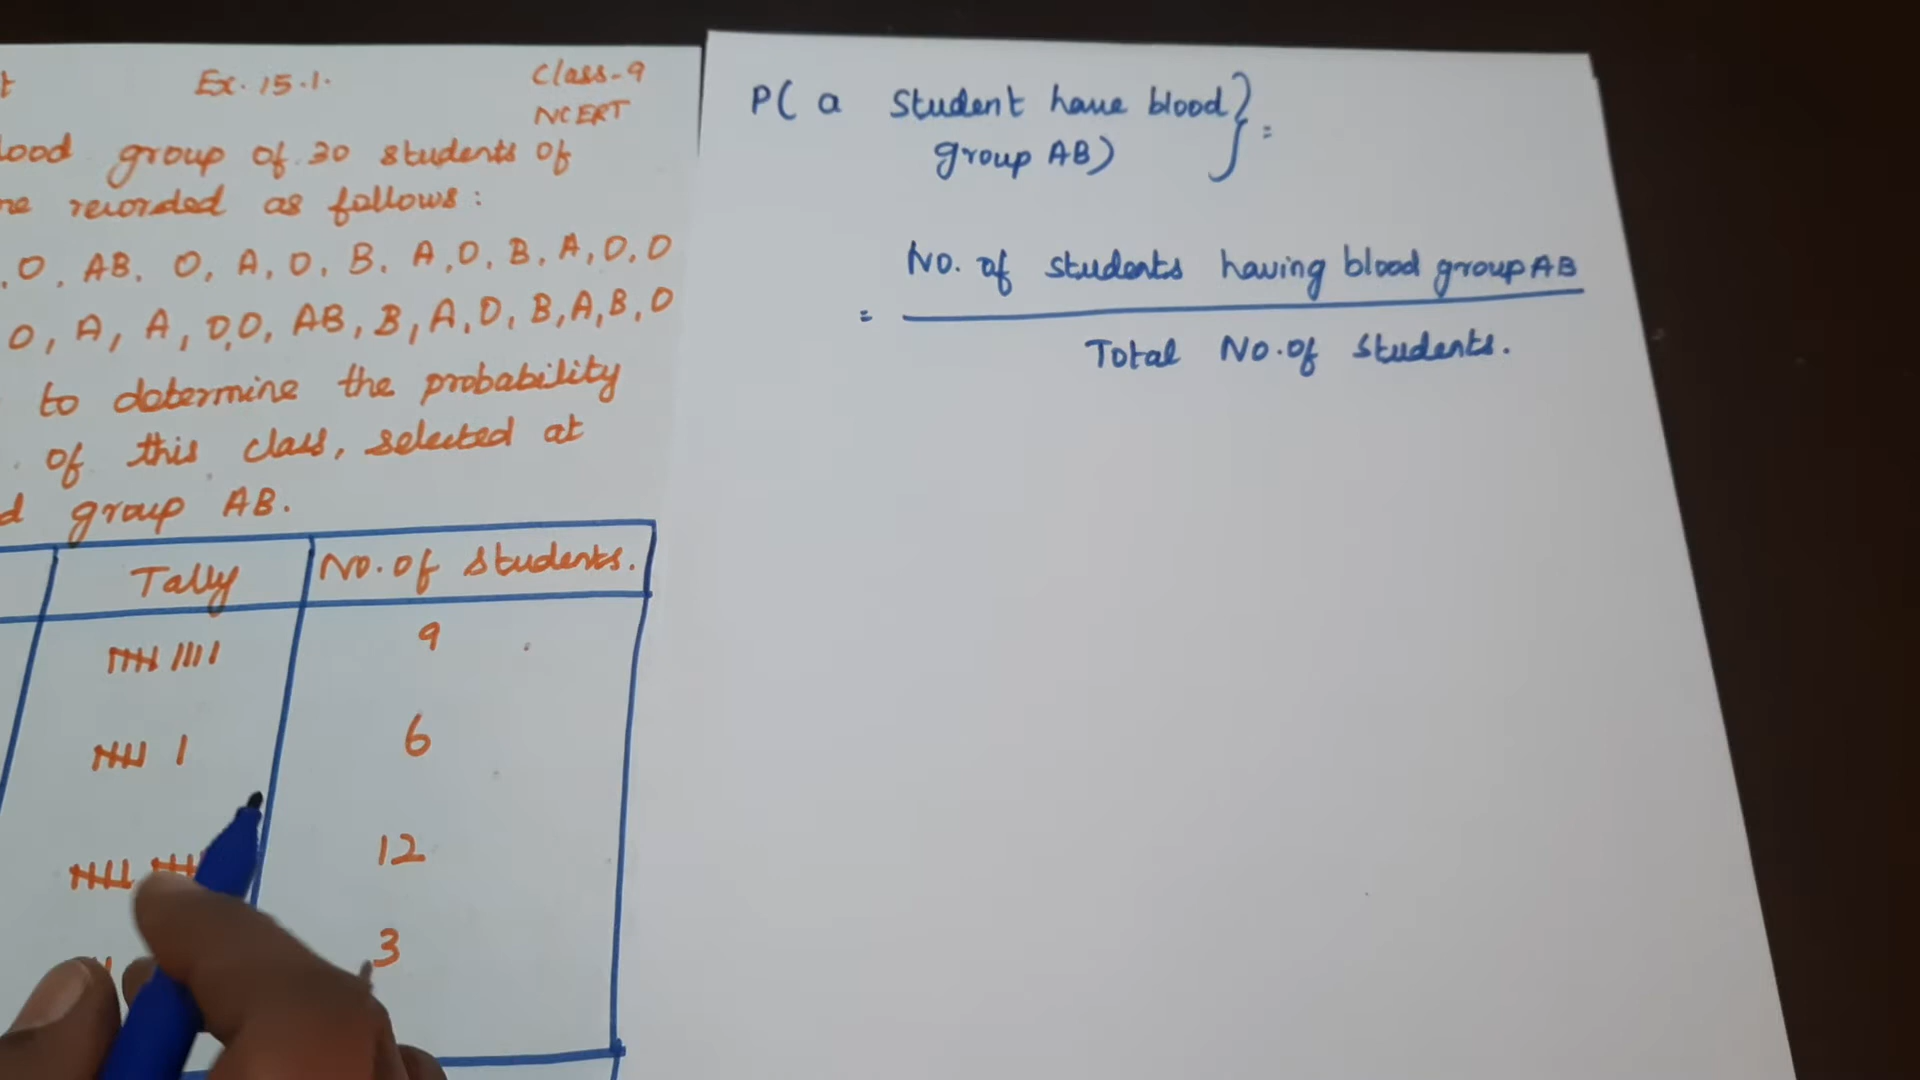 t Ex. 15.1. Class-9
NCERT
lood group of 30 students of
recorded as follows:
, O, AB, O, A, O, B, A, O, B, A, O, O
O, A, A, O, O, AB, B, A, O, B, A, B, O
to determine the probability
. of this class, selected at
d group AB.
Tally No. of students.
9
6
12
3
P( a student have blood } =
group AB)
No. of students having blood group AB
=
Total No. of students.